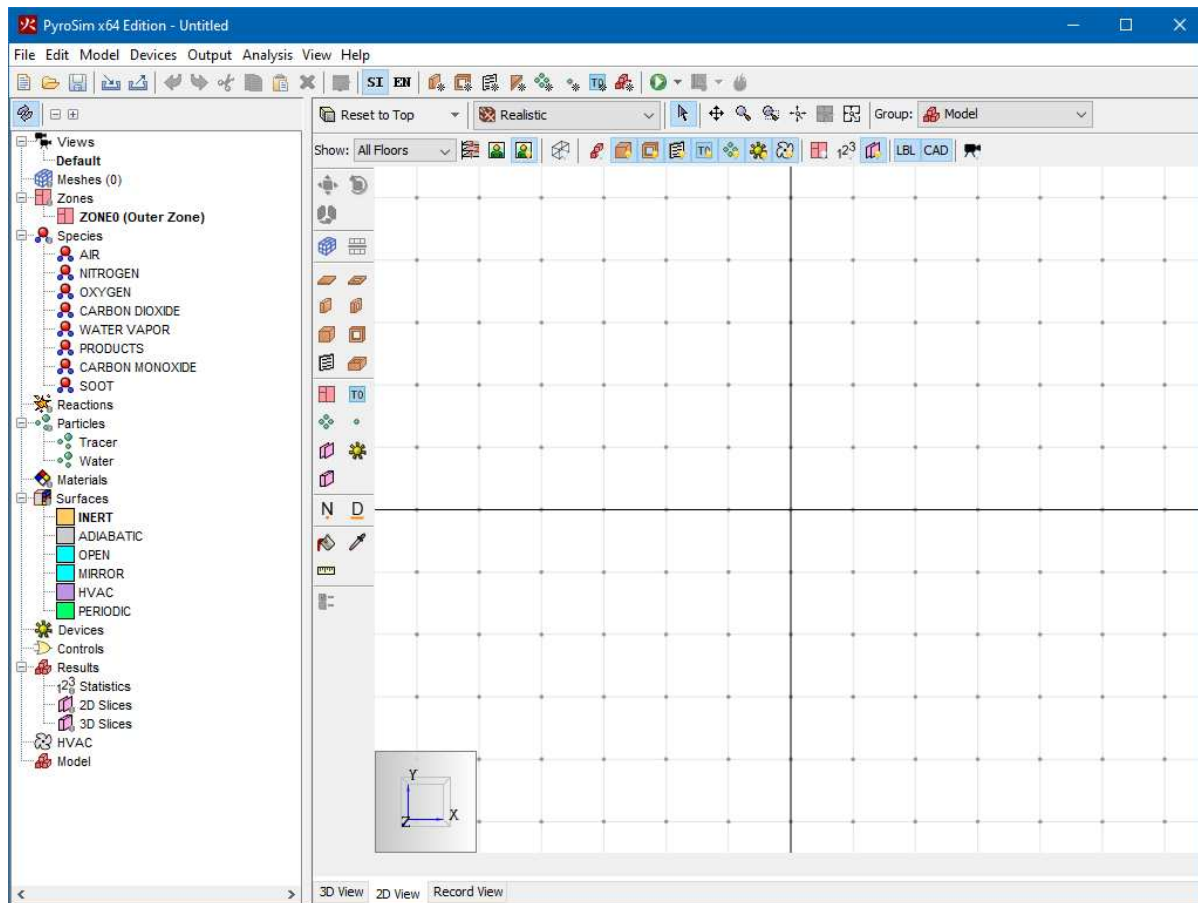 PyroSim x64 Edition - Untitled
File Edit Model Devices Output Analysis View Help
SI EN
Reset to Top Realistic Group: Model
Show: All Floors LBL CAD
Views
Default
Meshes (0)
Zones
ZONE0 (Outer Zone)
Species
AIR
NITROGEN
OXYGEN
CARBON DIOXIDE
WATER VAPOR
PRODUCTS
CARBON MONOXIDE
SOOT
Reactions
Particles
Tracer
Water
Materials
Surfaces
INERT
ADIABATIC
OPEN
MIRROR
HVAC
PERIODIC
Devices
Controls
Results
Statistics
2D Slices
3D Slices
HVAC
Model
N D
Y
X
Z
3D View 2D View Record View